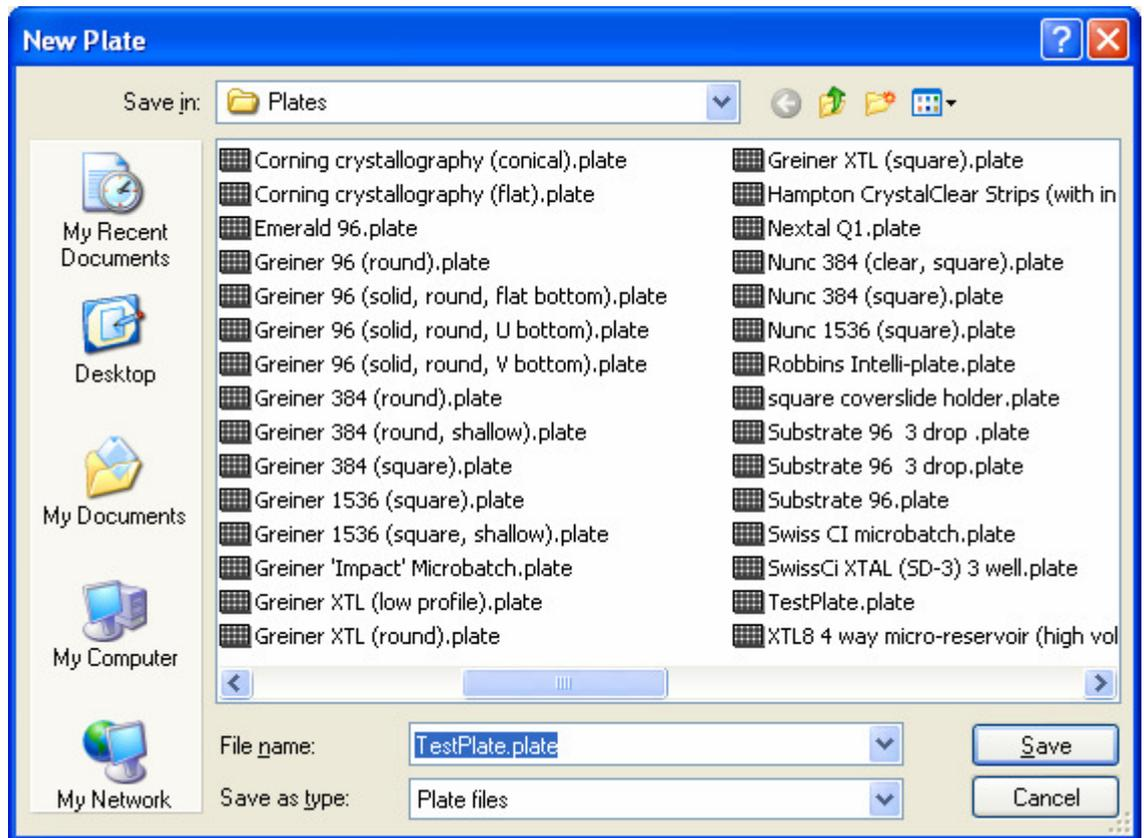 New Plate
Save in:
Plates
My Recent
Documents
Desktop
My Documents
My Computer
My Network
Corning crystallography (conical).plate
Corning crystallography (flat).plate
Emerald 96.plate
Greiner 96 (round).plate
Greiner 96 (solid, round, flat bottom).plate
Greiner 96 (solid, round, U bottom).plate
Greiner 96 (solid, round, V bottom).plate
Greiner 384 (round).plate
Greiner 384 (round, shallow).plate
Greiner 384 (square).plate
Greiner 1536 (square).plate
Greiner 1536 (square, shallow).plate
Greiner 'Impact' Microbatch.plate
Greiner XTL (low profile).plate
Greiner XTL (round).plate
Greiner XTL (square).plate
Hampton CrystalClear Strips (with in
Nextal Q1.plate
Nunc 384 (clear, square).plate
Nunc 384 (square).plate
Nunc 1536 (square).plate
Robbins Intelli-plate.plate
square coverslide holder.plate
Substrate 96  3 drop .plate
Substrate 96  3 drop.plate
Substrate 96.plate
Swiss CI microbatch.plate
SwissCi XTAL (SD-3) 3 well.plate
TestPlate.plate
XTL8 4 way micro-reservoir (high vol
File name:
TestPlate.plate
Save
Save as type:
Plate files
Cancel